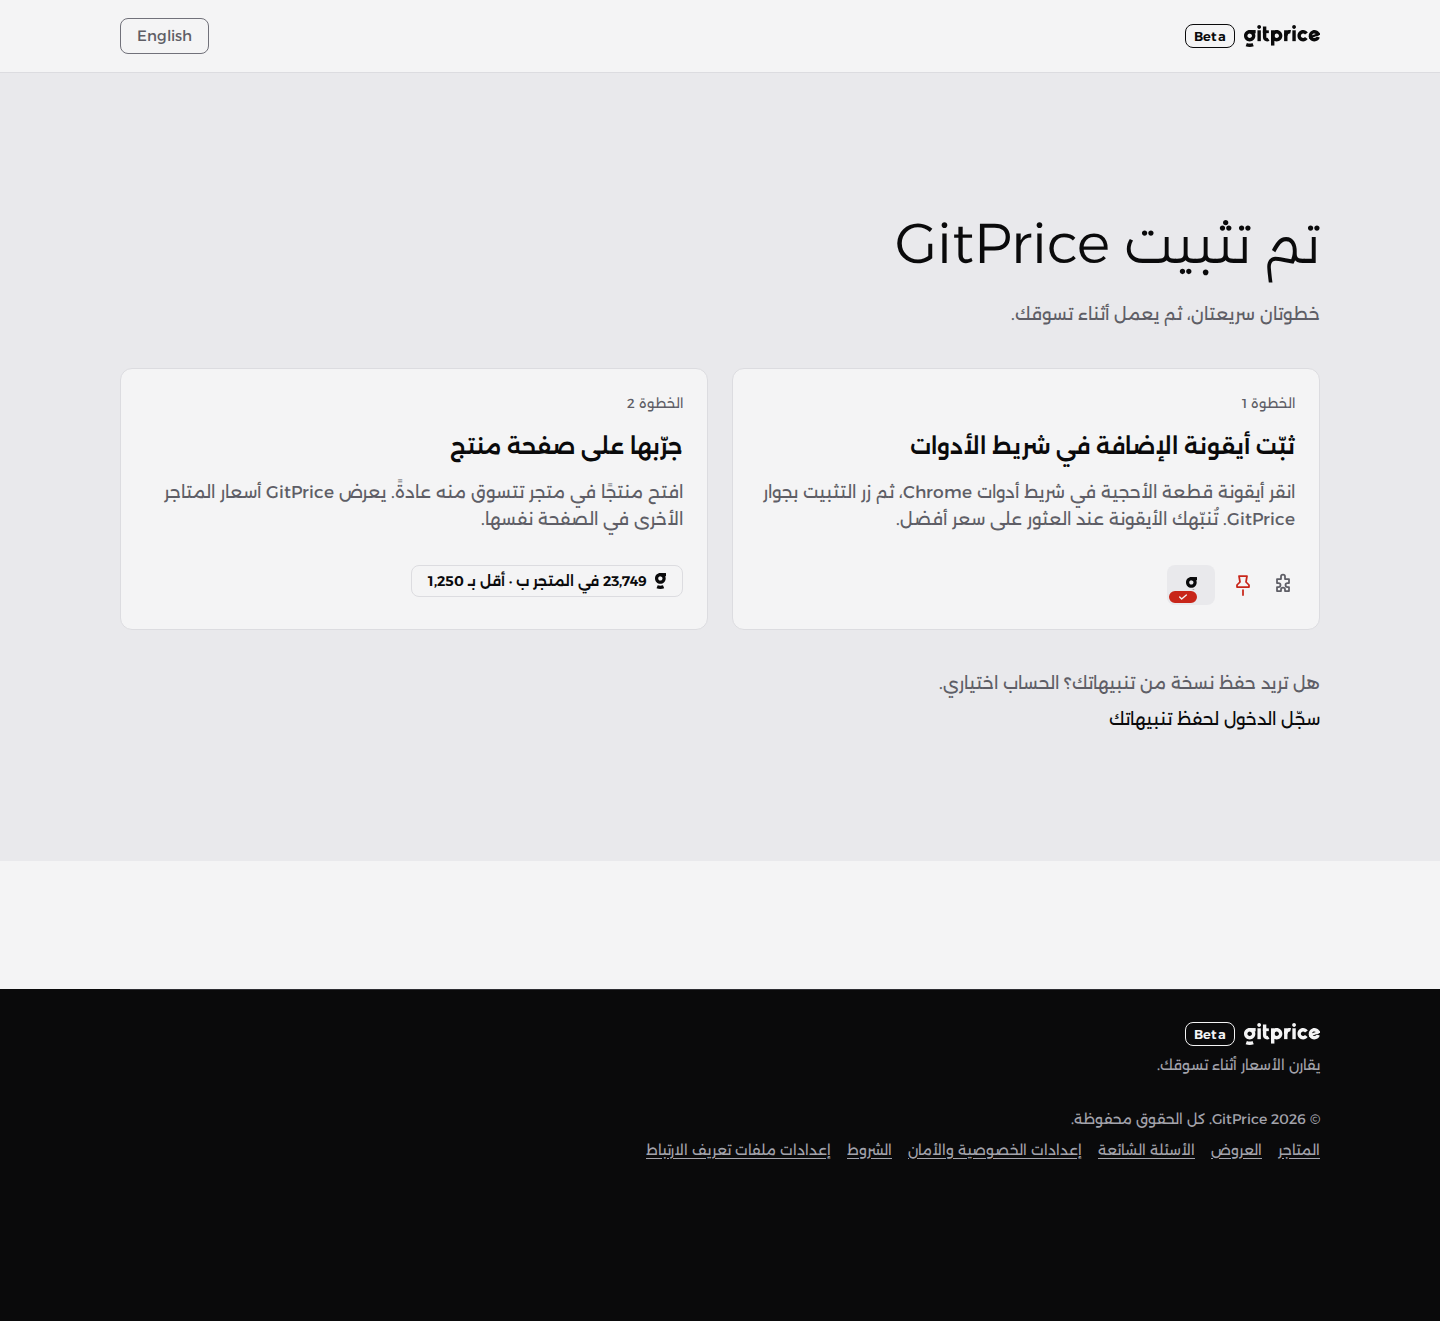 gitprice Beta
English
تم تثبيت GitPrice
خطوتان سريعتان، ثم يعمل أثناء تسوقك.
الخطوة 1
ثبّت أيقونة الإضافة في شريط الأدوات
انقر أيقونة قطعة الأحجية في شريط أدوات Chrome، ثم زر التثبيت بجوار
GitPrice. تُنبّهك الأيقونة عند العثور على سعر أفضل.
الخطوة 2
جرّبها على صفحة منتج
افتح منتجًا في متجر تتسوق منه عادةً. يعرض GitPrice أسعار المتاجر
الأخرى في الصفحة نفسها.
23,749 في المتجر ب · أقل بـ 1,250
هل تريد حفظ نسخة من تنبيهاتك؟ الحساب اختياري.
سجّل الدخول لحفظ تنبيهاتك
gitprice Beta
يقارن الأسعار أثناء تسوقك.
© 2026 GitPrice. كل الحقوق محفوظة.
المتاجر العروض الأسئلة الشائعة إعدادات الخصوصية والأمان الشروط إعدادات ملفات تعريف الارتباط